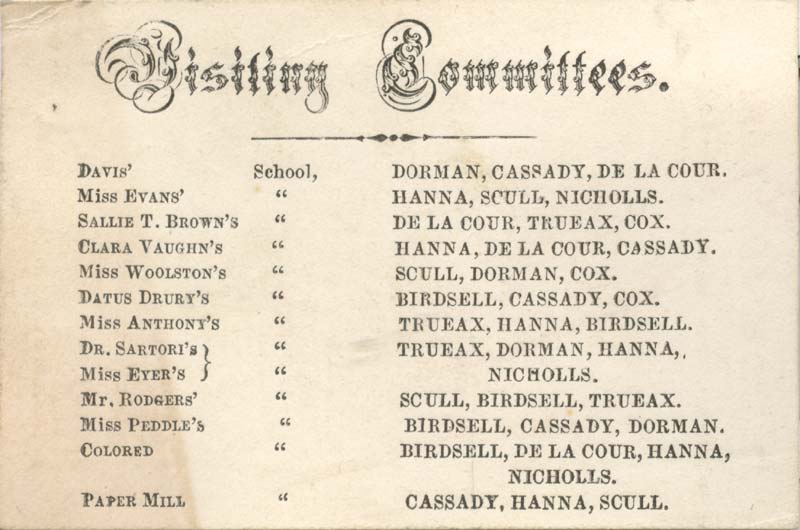 Visiting Committees.
DAVIS' School, DORMAN, CASSADY, DE LA COUR.
MISS EVANS' “ HANNA, SCULL, NICHOLLS.
SALLIE T. BROWN'S “ DE LA COUR, TRUEAX, COX.
CLARA VAUGHN'S “ HANNA, DE LA COUR, CASSADY.
MISS WOOLSTON'S “ SCULL, DORMAN, COX.
DATUS DRURY'S “ BIRDSELL, CASSADY, COX.
MISS ANTHONY'S “ TRUEAX, HANNA, BIRDSELL.
DR. SARTORI'S } “ TRUEAX, DORMAN, HANNA,
MISS EYER'S } “ NICHOLLS.
MR. RODGERS' “ SCULL, BIRDSELL, TRUEAX.
MISS PEDDLE'S “ BIRDSELL, CASSADY, DORMAN.
COLORED “ BIRDSELL, DE LA COUR, HANNA,
NICHOLLS.
PAPER MILL “ CASSADY, HANNA, SCULL.